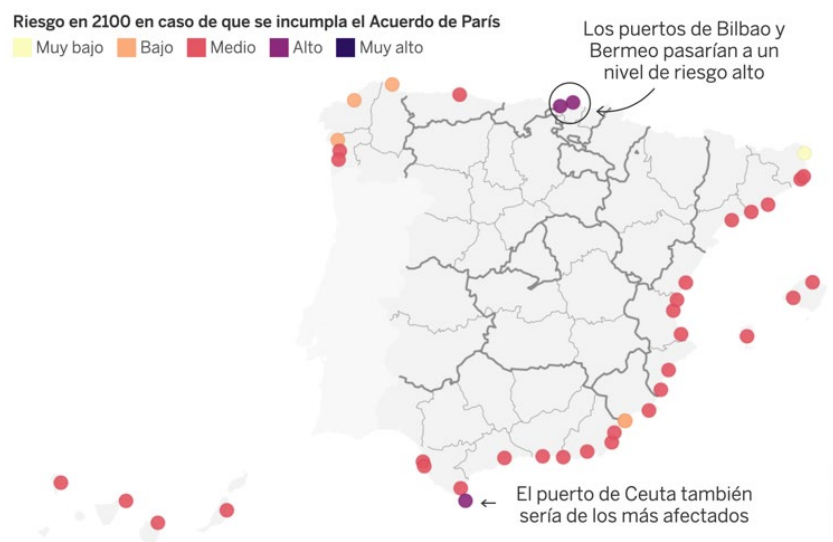 Riesgo en 2100 en caso de que se incumpla el Acuerdo de París
Muy bajo Bajo Medio Alto Muy alto
Los puertos de Bilbao y
Bermeo pasarían a un
nivel de riesgo alto
El puerto de Ceuta también
sería de los más afectados